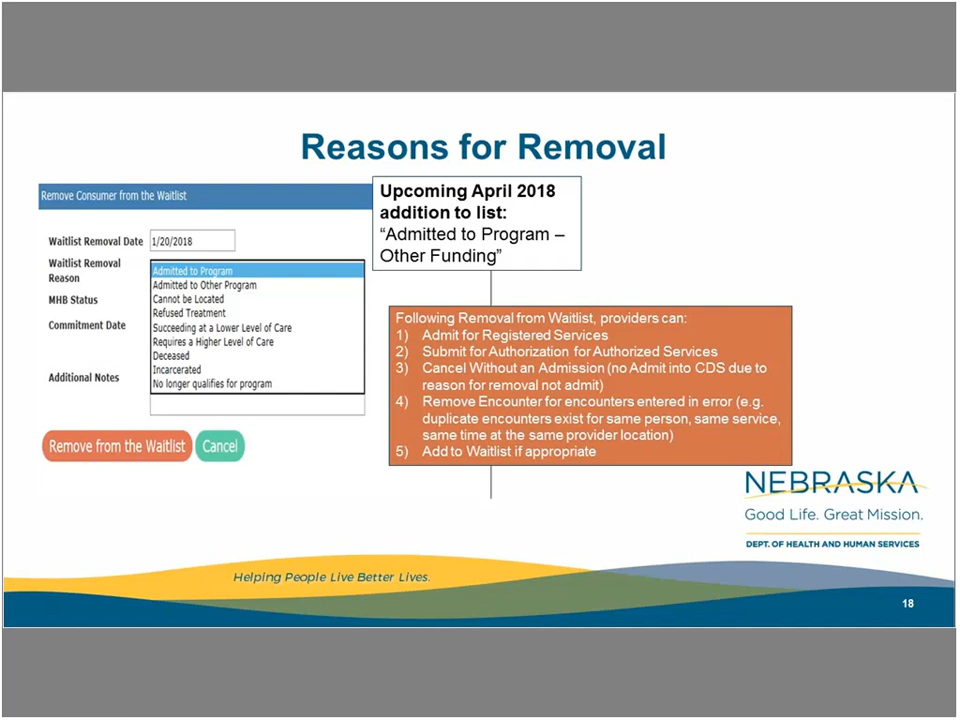 Reasons for Removal
Remove Consumer from the Waitlist
Waitlist Removal Date 1/20/2018
Waitlist Removal
Reason
MHB Status
Commitment Date
Additional Notes
Admitted to Program
Admitted to Other Program
Cannot be Located
Refused Treatment
Succeeding at a Lower Level of Care
Requires a Higher Level of Care
Deceased
Incarcerated
No longer qualifies for program
Remove from the Waitlist Cancel
Upcoming April 2018
addition to list:
“Admitted to Program –
Other Funding”
Following Removal from Waitlist, providers can:
1) Admit for Registered Services
2) Submit for Authorization for Authorized Services
3) Cancel Without an Admission (no Admit into CDS due to
reason for removal not admit)
4) Remove Encounter for encounters entered in error (e.g.
duplicate encounters exist for same person, same service,
same time at the same provider location)
5) Add to Waitlist if appropriate
NEBRASKA
Good Life. Great Mission.
DEPT. OF HEALTH AND HUMAN SERVICES
Helping People Live Better Lives.
18